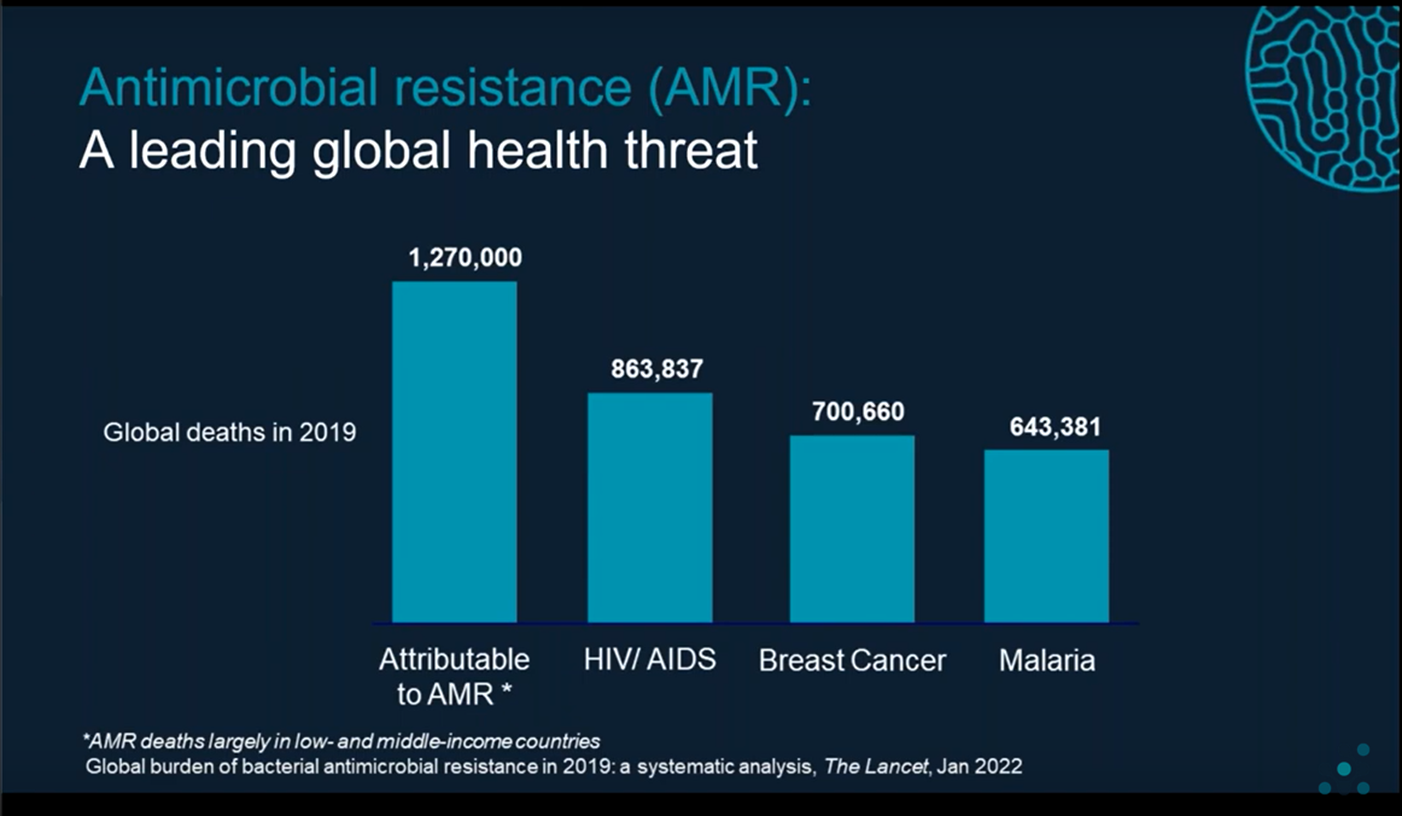 Antimicrobial resistance (AMR):
A leading global health threat
1,270,000
863,837
700,660
643,381
Global deaths in 2019
Attributable
to AMR *
HIV/ AIDS
Breast Cancer
Malaria
*AMR deaths largely in low- and middle-income countries
Global burden of bacterial antimicrobial resistance in 2019: a systematic analysis, The Lancet, Jan 2022